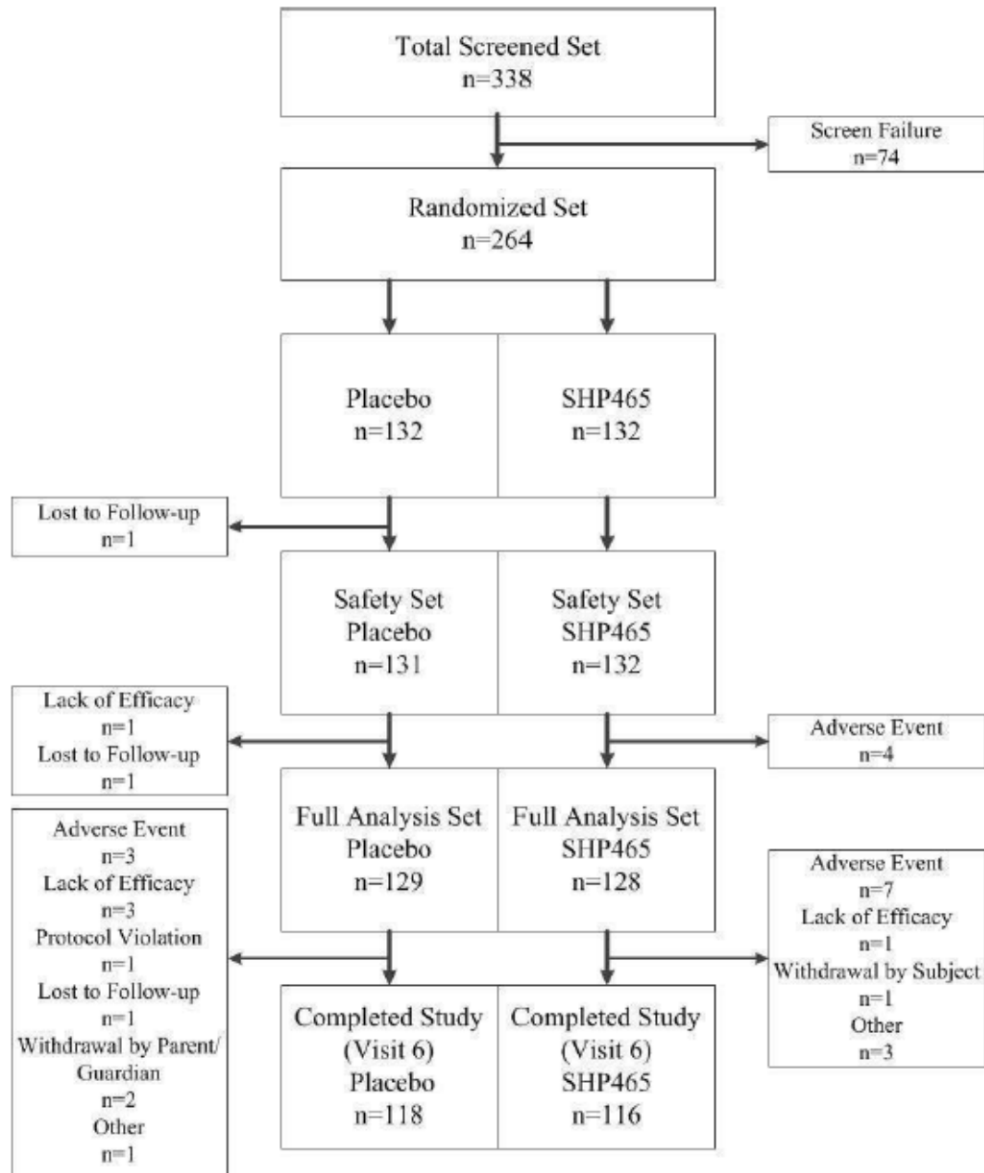 Total Screened Set
n=338
Screen Failure
n=74
Randomized Set
n=264
Placebo
n=132
SHP465
n=132
Lost to Follow-up
n=1
Safety Set
Placebo
n=131
Safety Set
SHP465
n=132
Lack of Efficacy
n=1
Lost to Follow-up
n=1
Adverse Event
n=4
Full Analysis Set
Placebo
n=129
Full Analysis Set
SHP465
n=128
Adverse Event
n=3
Lack of Efficacy
n=3
Protocol Violation
n=1
Lost to Follow-up
n=1
Withdrawal by Parent/
Guardian
n=2
Other
n=1
Adverse Event
n=7
Lack of Efficacy
n=1
Withdrawal by Subject
n=1
Other
n=3
Completed Study
(Visit 6)
Placebo
n=118
Completed Study
(Visit 6)
SHP465
n=116